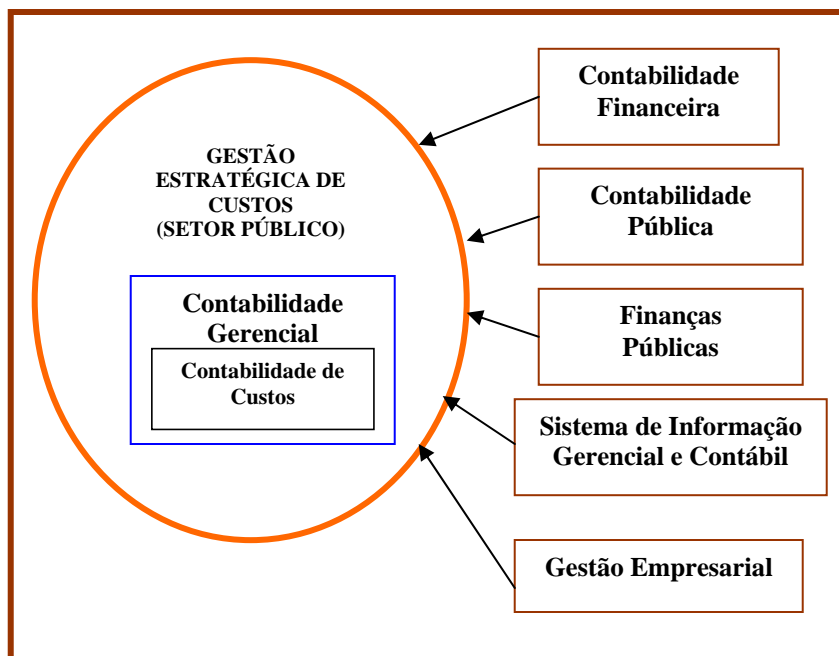 GESTÃO
ESTRATÉGICA DE
CUSTOS
(SETOR PÚBLICO)
Contabilidade
Gerencial
Contabilidade de
Custos
Contabilidade
Financeira
Contabilidade
Pública
Finanças
Públicas
Sistema de Informação
Gerencial e Contábil
Gestão Empresarial